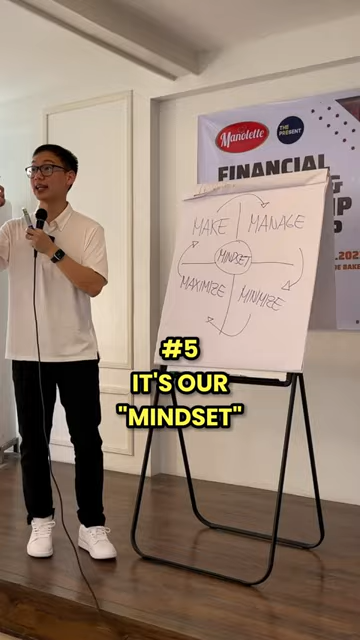 Manolette
THE
PRESENT
FINANCIAL
MAKE
MANAGE
MINDSET
MAXIMIZE
MINIMIZE
#5
IT'S OUR
"MINDSET"